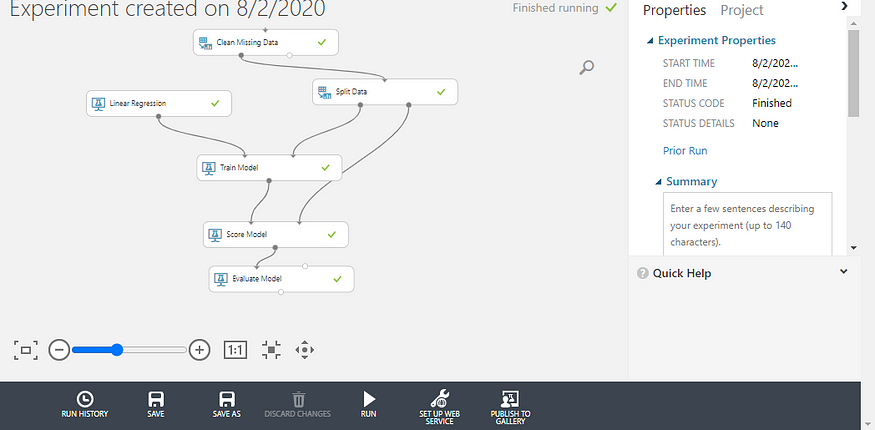 Experiment created on 8/2/2020
Finished running
Clean Missing Data
Linear Regression
Split Data
Train Model
Score Model
Evaluate Model
1:1
RUN HISTORY
SAVE
SAVE AS
DISCARD CHANGES
RUN
SET UP WEB
SERVICE
PUBLISH TO
GALLERY
Properties Project
Experiment Properties
START TIME 8/2/202...
END TIME 8/2/202...
STATUS CODE Finished
STATUS DETAILS None
Prior Run
Summary
Enter a few sentences describing
your experiment (up to 140
characters).
Quick Help